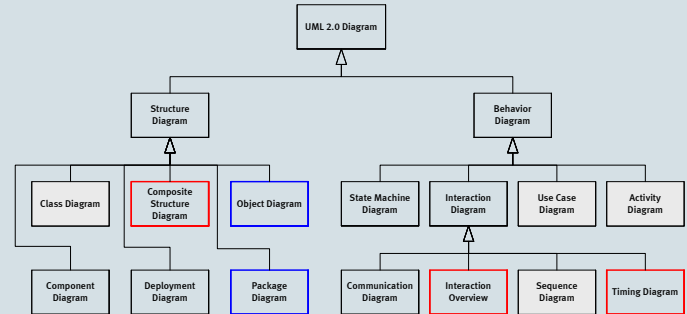 UML 2.0 Diagram
Structure
Diagram
Behavior
Diagram
Class Diagram
Composite
Structure
Diagram
Object Diagram
State Machine
Diagram
Interaction
Diagram
Use Case
Diagram
Activity
Diagram
Component
Diagram
Deployment
Diagram
Package
Diagram
Communication
Diagram
Interaction
Overview
Sequence
Diagram
Timing Diagram